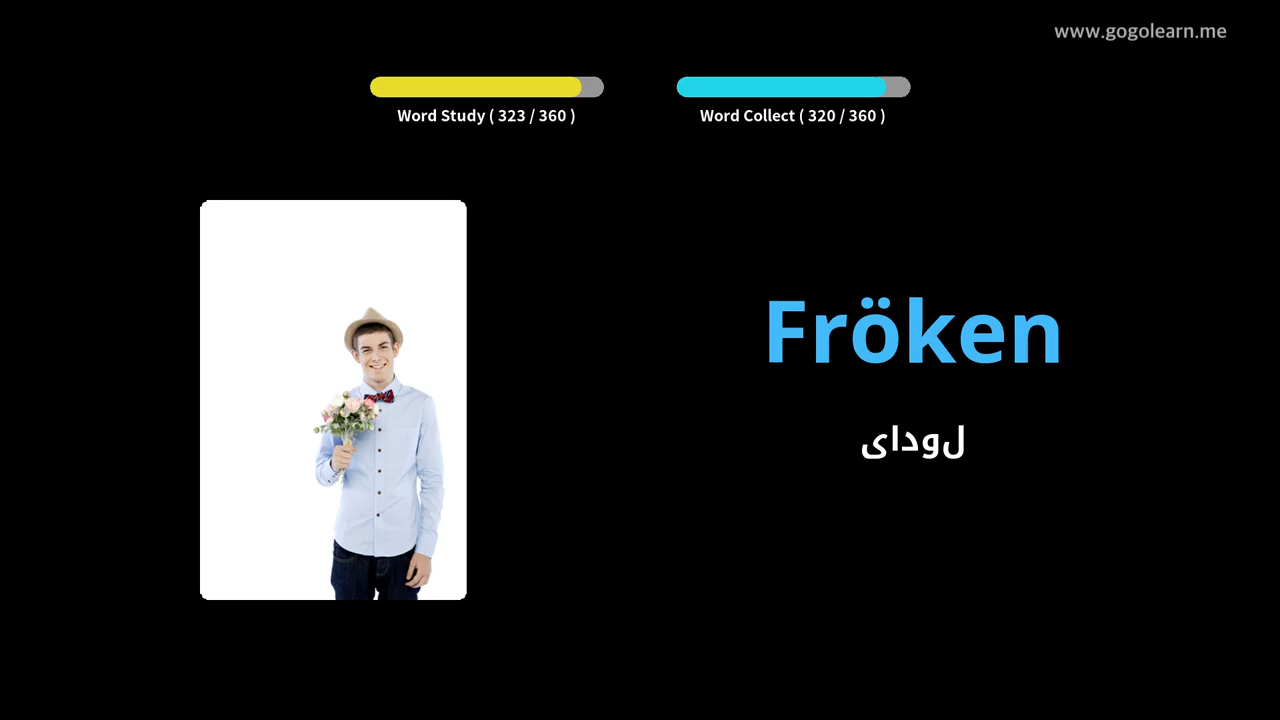 www.gogolearn.me
Word Study ( 323 / 360 )
Word Collect ( 320 / 360 )
Fröken
لودای